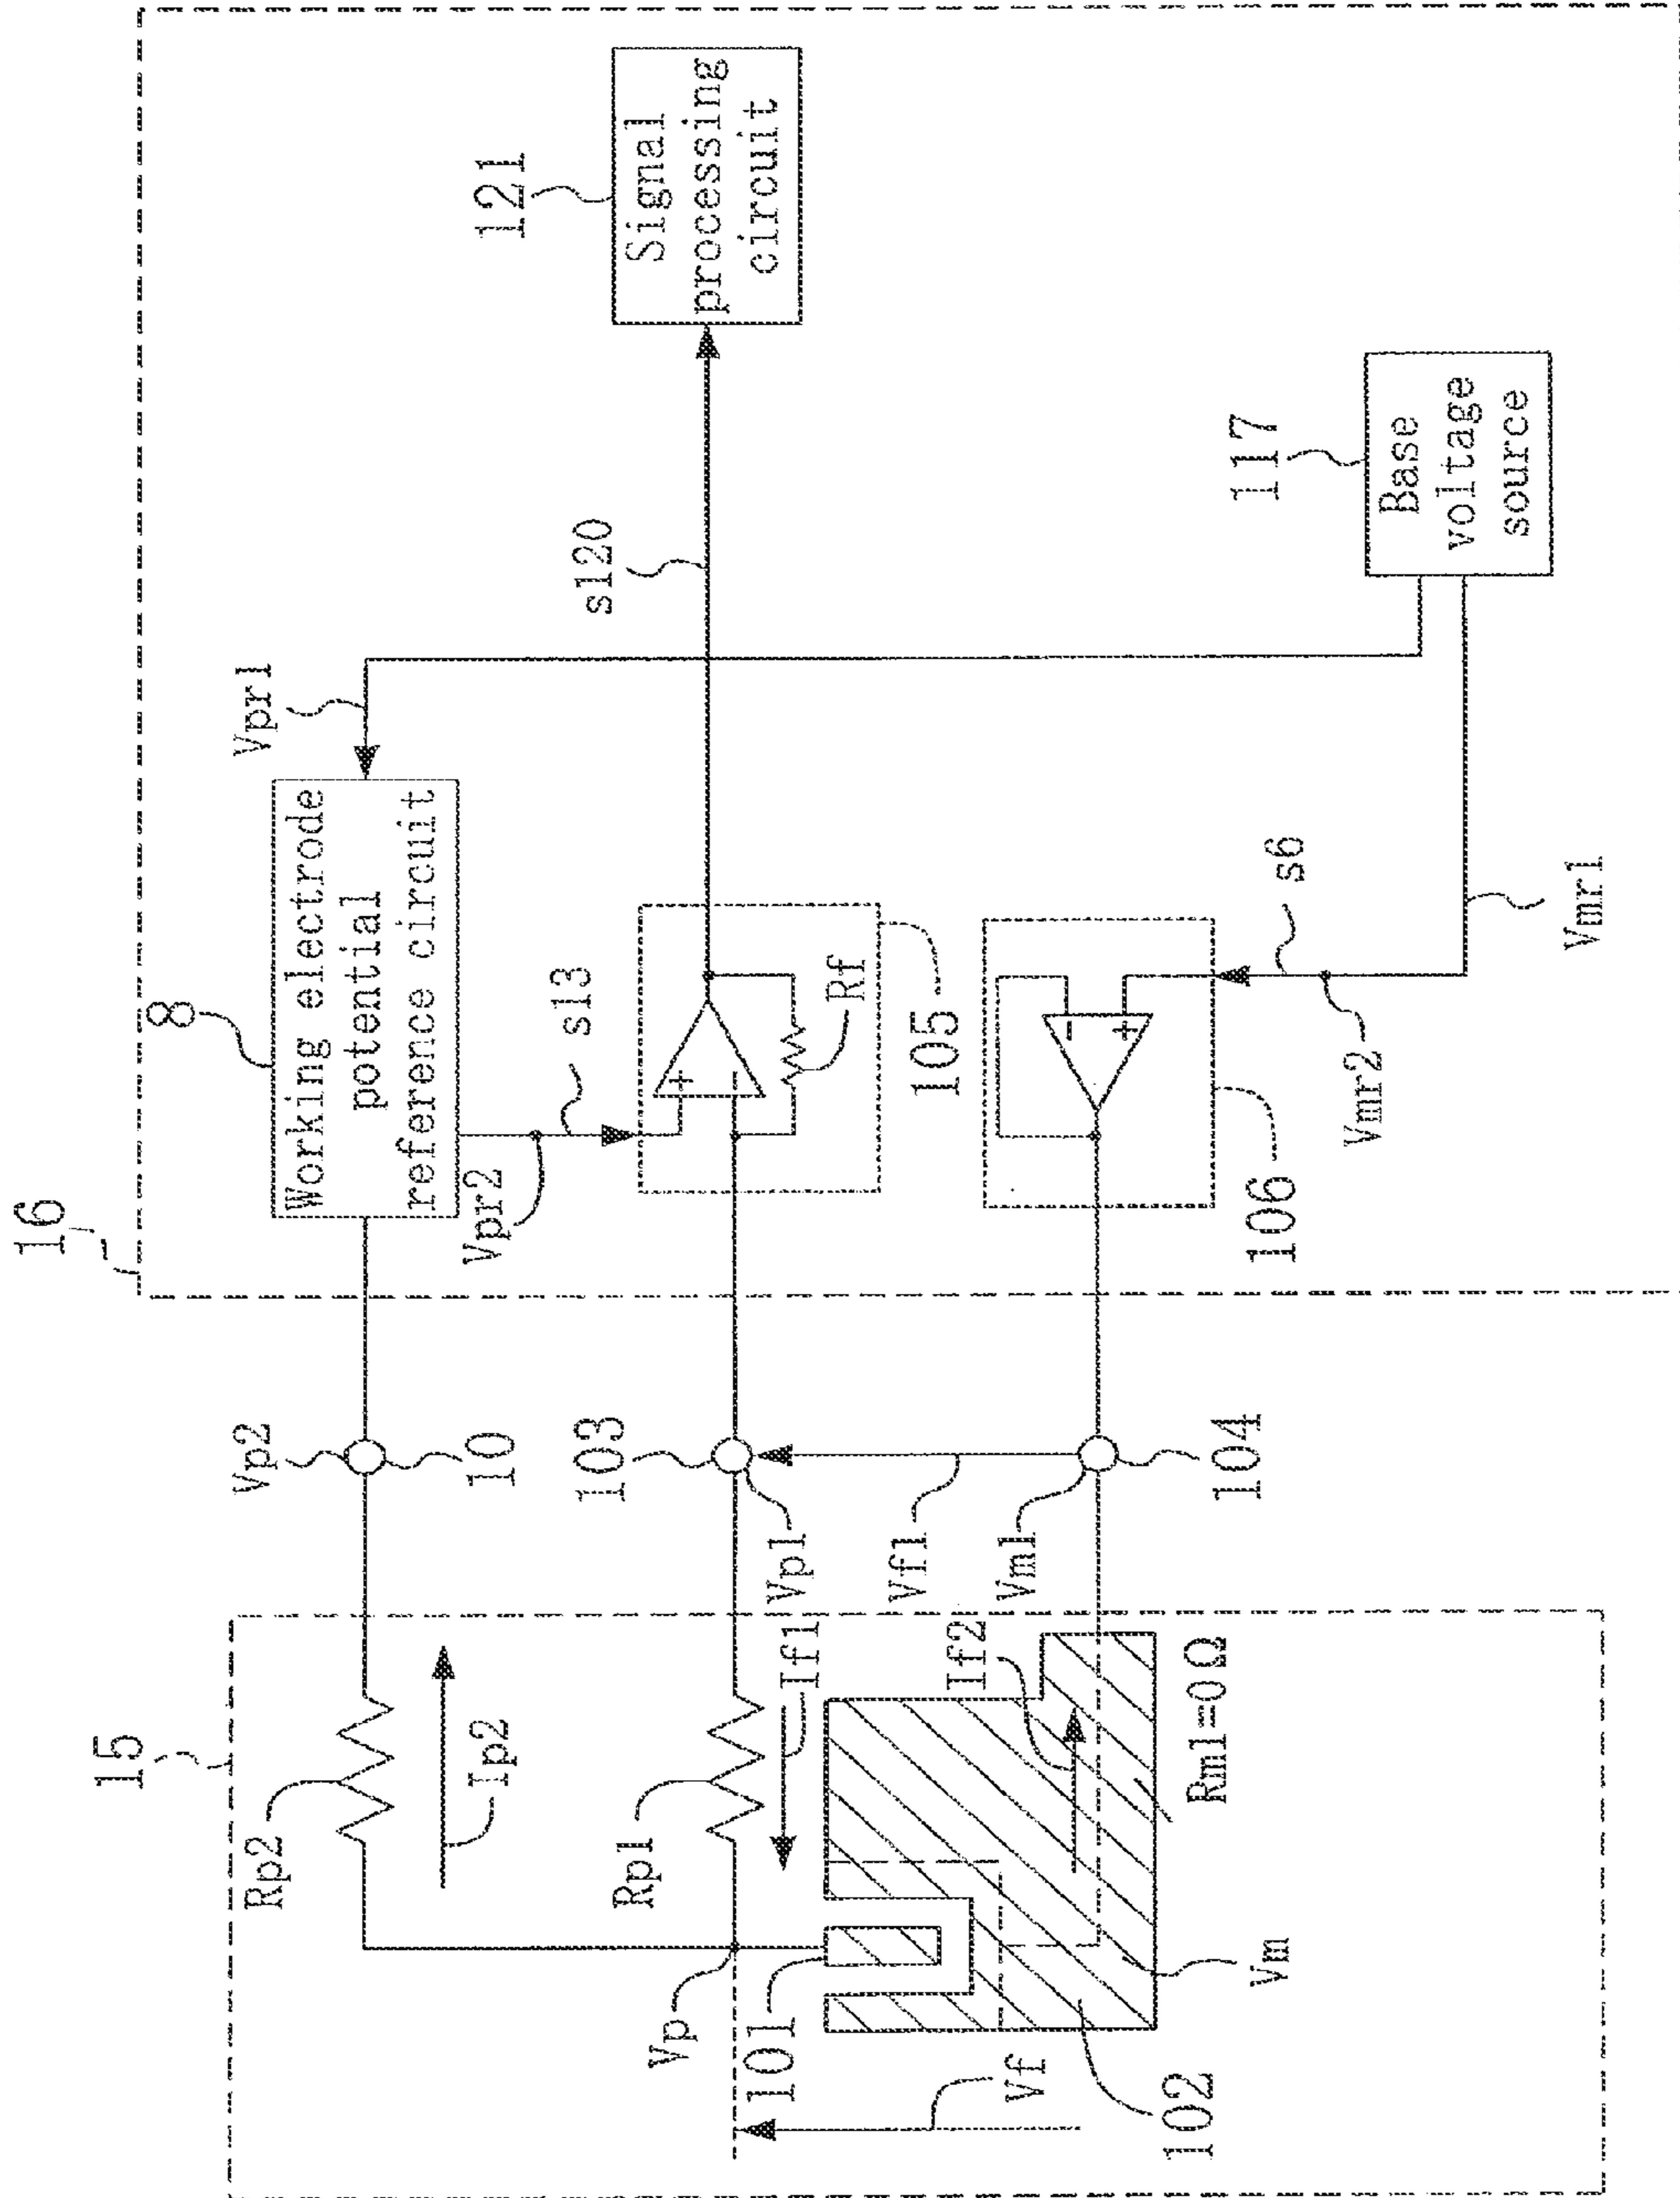 16
8
Working electrode
potential
reference circuit
Vpr1
121
Signal
processing
circuit
s120
Vpr2
s13
105
Rf
106
s6
Vmr2
Vmr1
117
Base
voltage
source
Vp2
10
103
Vp1
Vf1
Vm1
104
15
Rp2
Ip2
Rp1
If1
If2
Rm1=0Ω
Vp
101
Vf
102
Vm
+
−
−
+